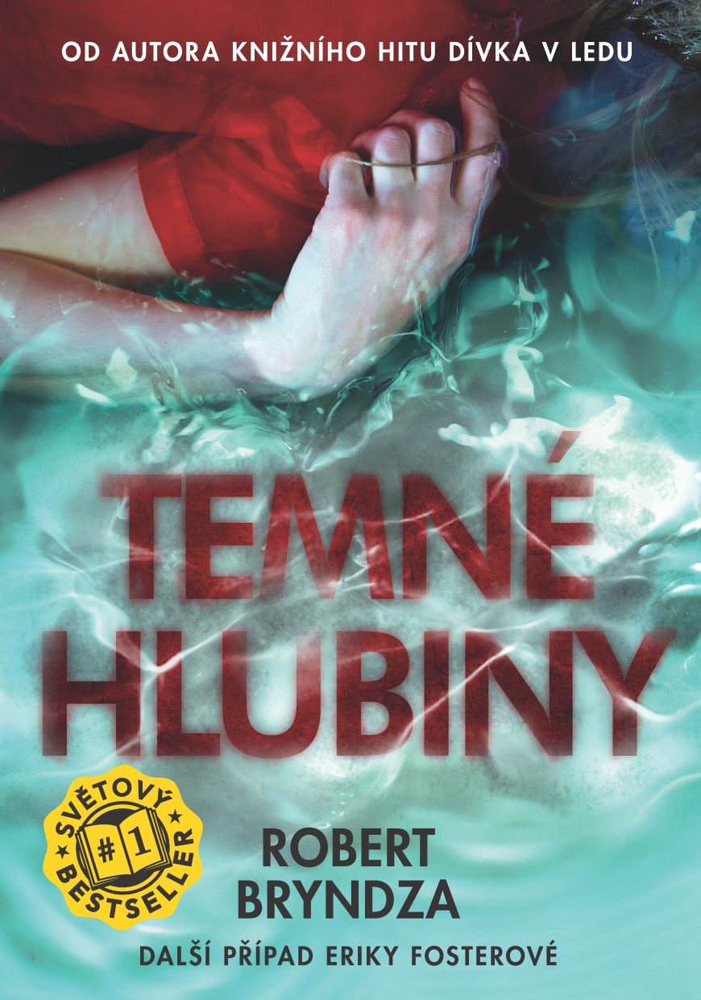 OD AUTORA KNIŽNÍHO HITU DÍVKA V LEDU
TEMNÉ
HLUBINY
SVĚTOVÝ
#1
BESTSELLER
ROBERT
BRYNDZA
DALŠÍ PŘÍPAD ERIKY FOSTEROVÉ